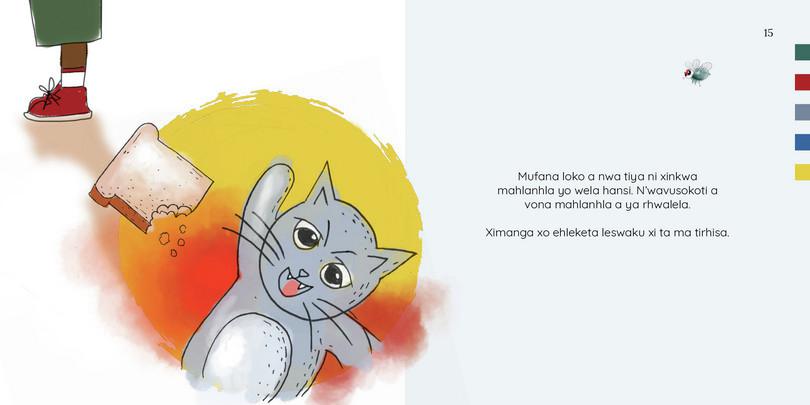 15
Mufana loko a nwa tiya ni xinkwa
mahlanhla yo wela hansi. N'wavusokoti a
vona mahlanhla a ya rhwalela.
Ximanga xo ehleketa leswaku xi ta ma tirhisa.